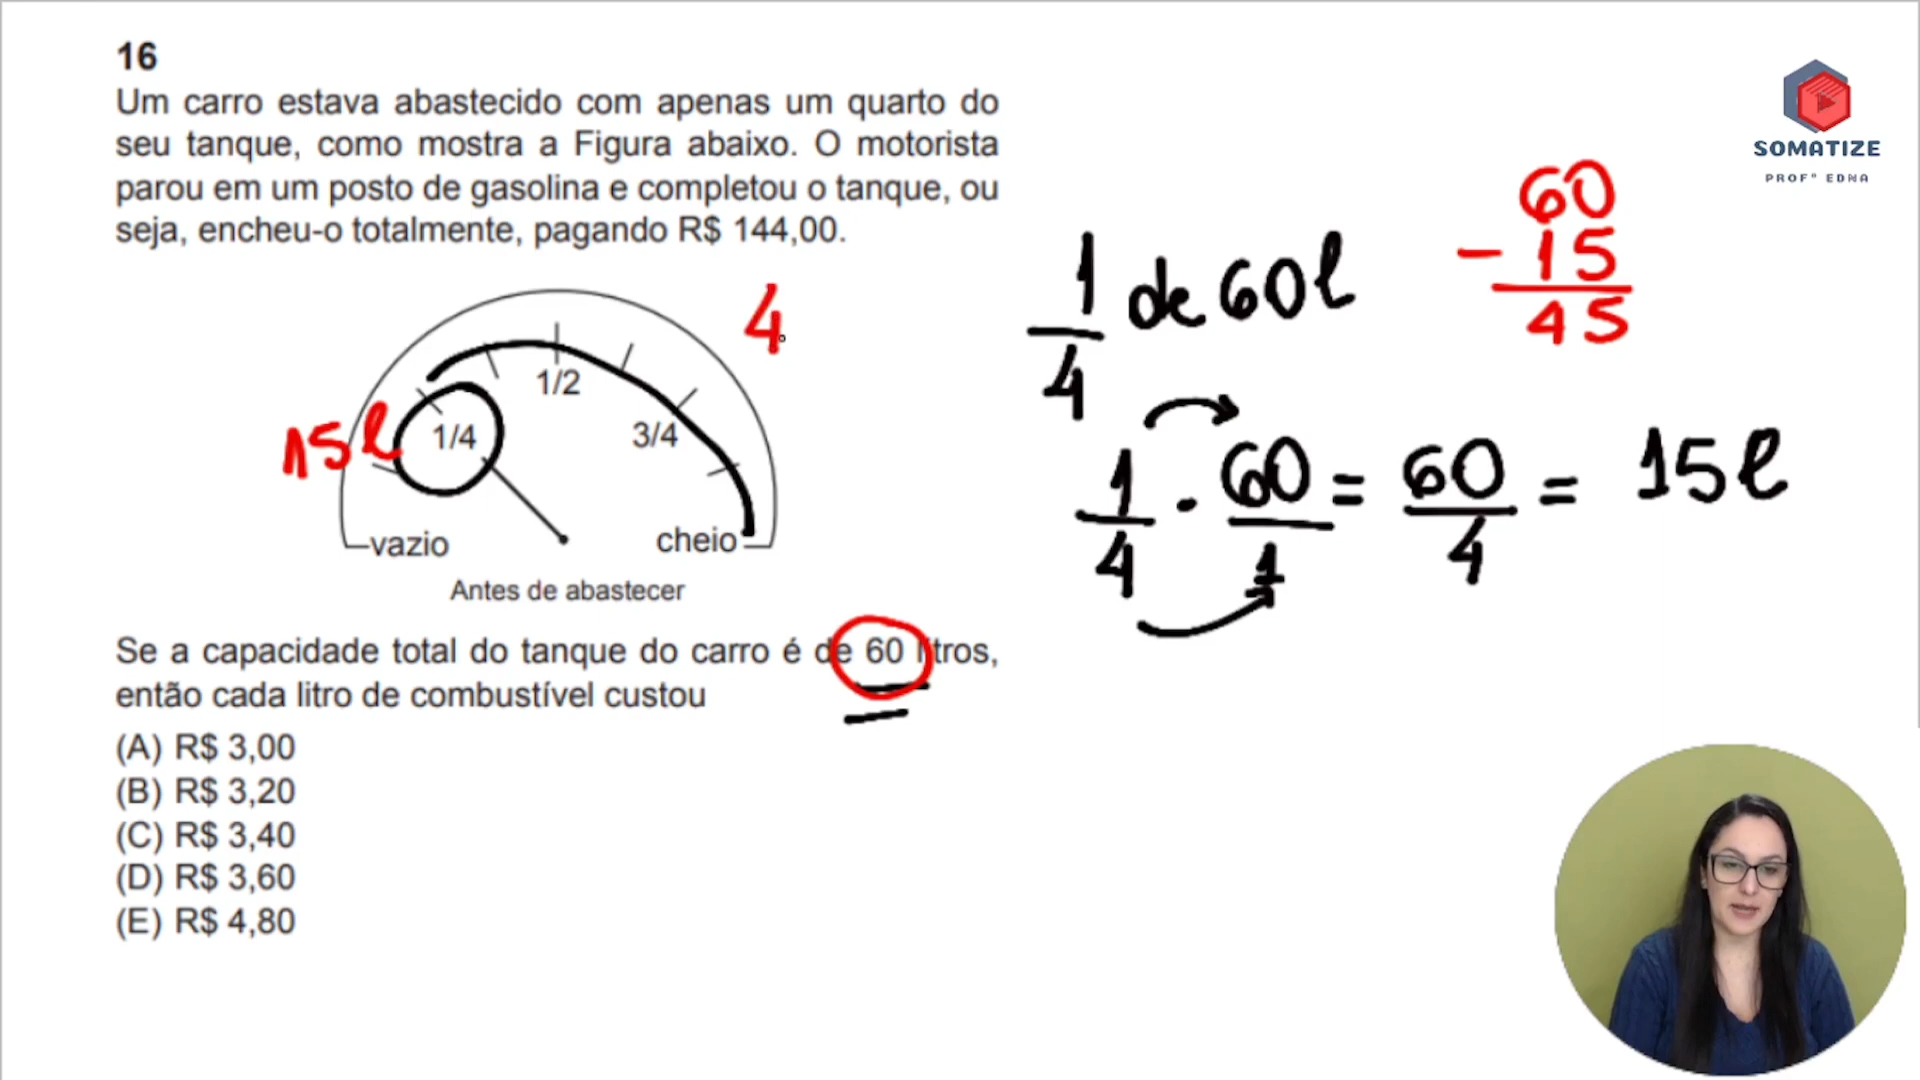 16
Um carro estava abastecido com apenas um quarto do
seu tanque, como mostra a Figura abaixo. O motorista
parou em um posto de gasolina e completou o tanque, ou
seja, encheu-o totalmente, pagando R$ 144,00.
4
1/2
15l
1/4
3/4
vazio
cheio
Antes de abastecer
Se a capacidade total do tanque do carro é de 60 litros,
então cada litro de combustível custou
(A) R$ 3,00
(B) R$ 3,20
(C) R$ 3,40
(D) R$ 3,60
(E) R$ 4,80
1/4 de 60l
60
- 15
45
1/4 . 60/1 = 60/4 = 15l
SOMATIZE
PROFª EDNA